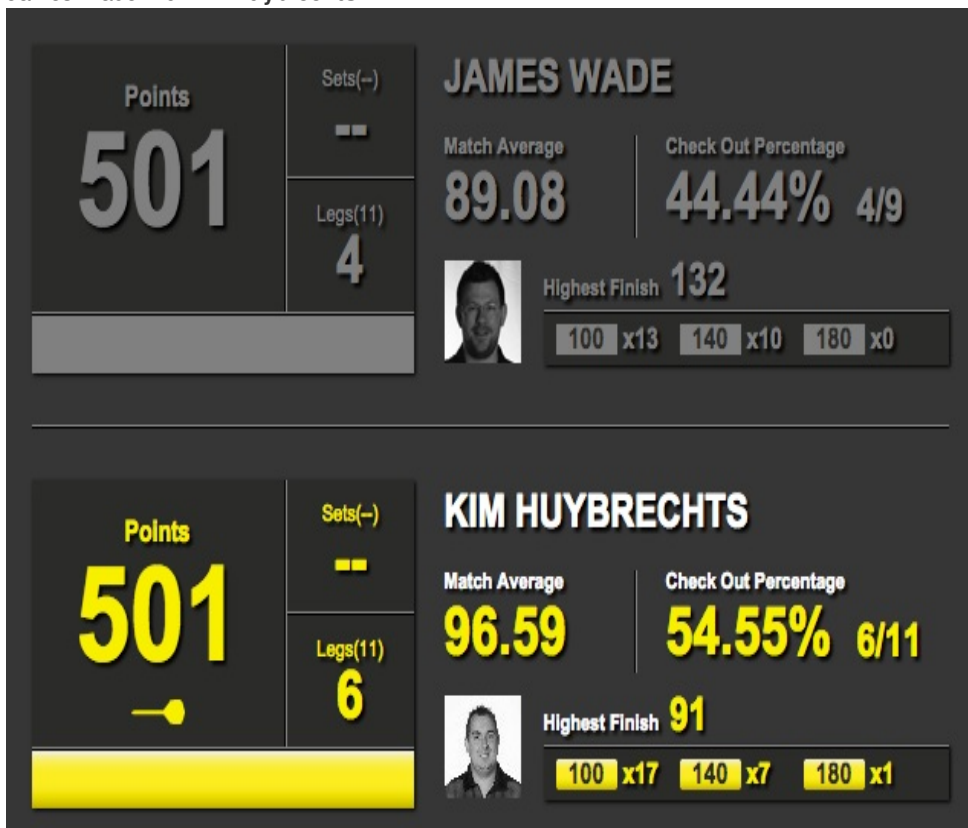 JAMES WADE
Points
501
Sets(--)
--
Legs(11)
4
Match Average
89.08
Check Out Percentage
44.44% 4/9
Highest Finish 132
100 x13 140 x10 180 x0
KIM HUYBRECHTS
Points
501
Sets(--)
--
Legs(11)
6
Match Average
96.59
Check Out Percentage
54.55% 6/11
Highest Finish 91
100 x17 140 x7 180 x1